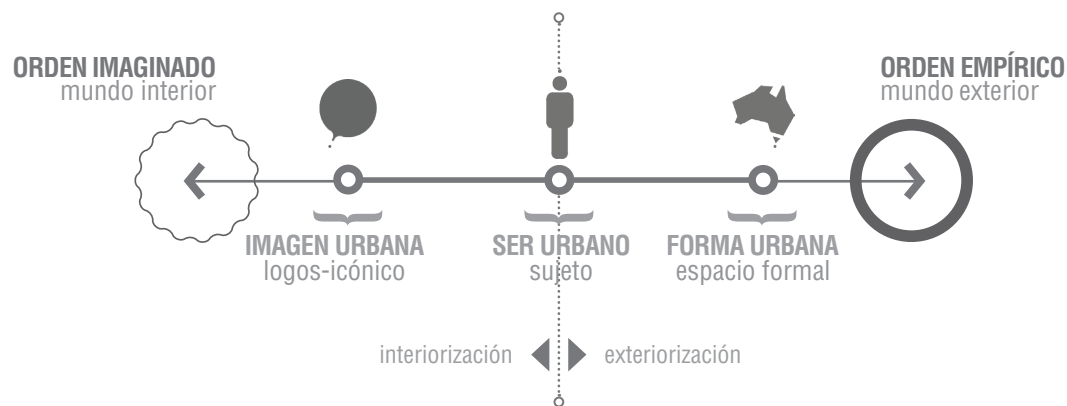 ORDEN IMAGINADO
mundo interior
ORDEN EMPÍRICO
mundo exterior
IMAGEN URBANA
logos-icónico
SER URBANO
sujeto
FORMA URBANA
espacio formal
interiorización
exteriorización